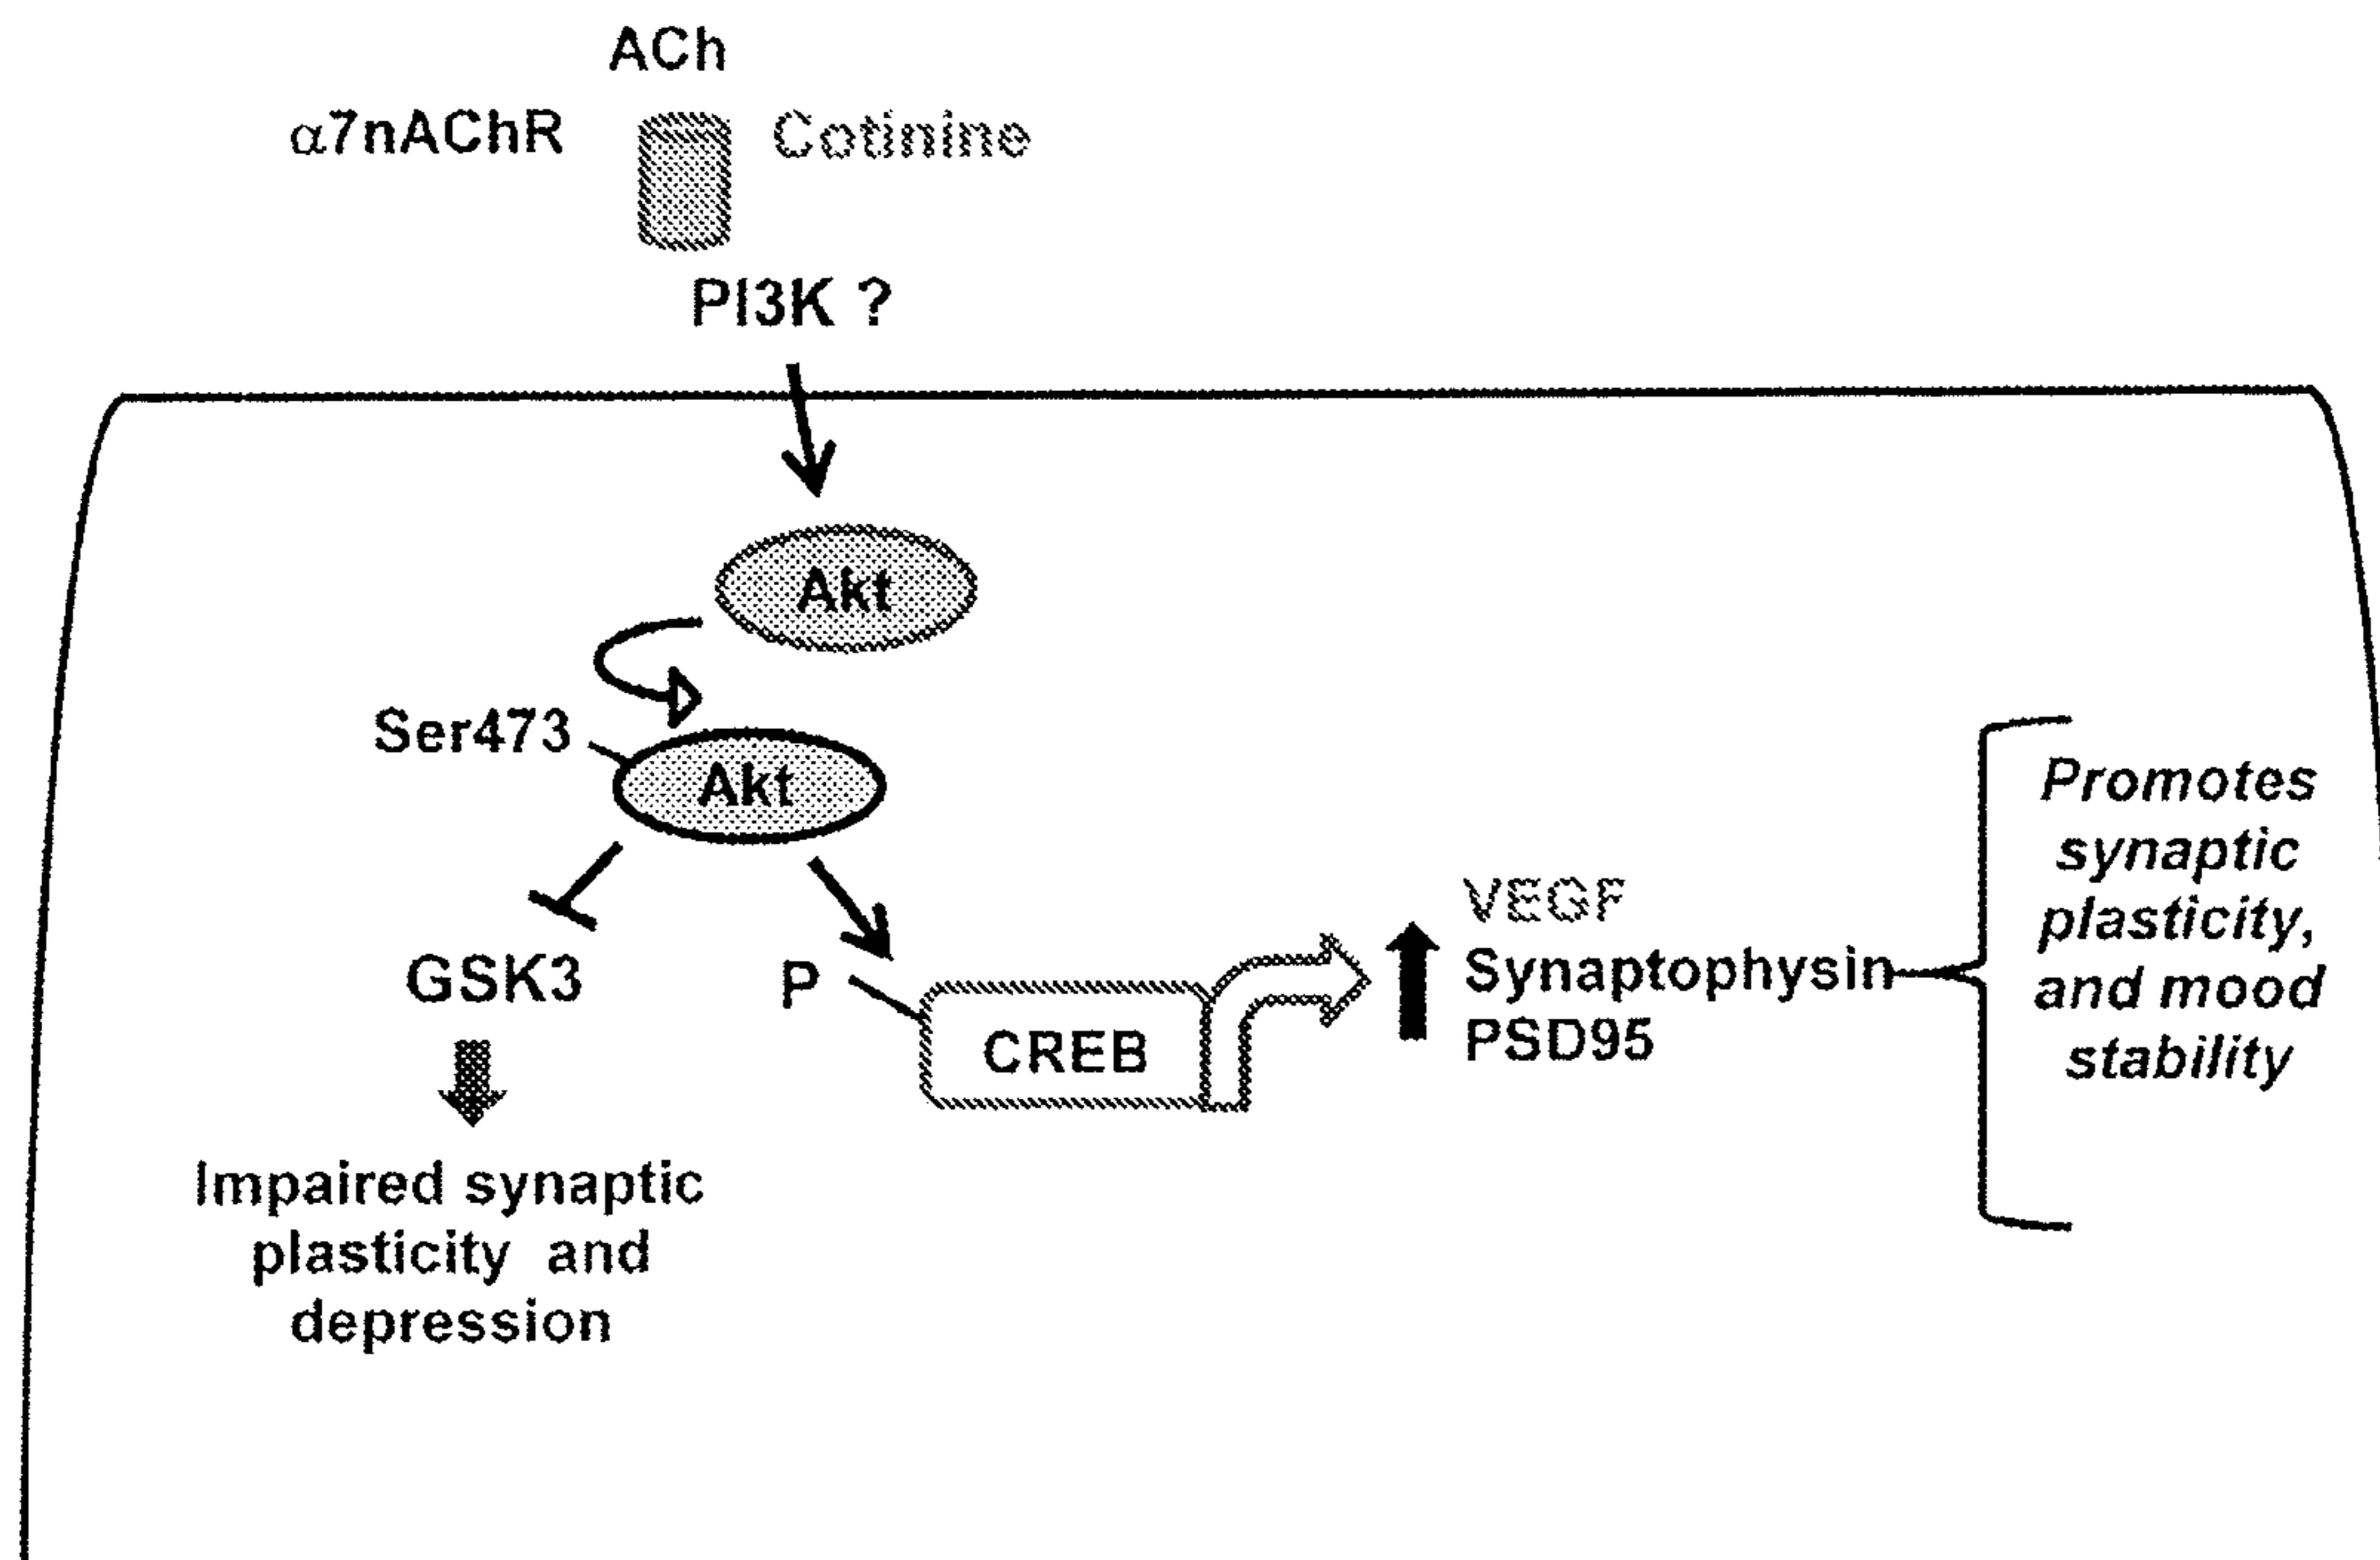 ACh
α7nAChR
Cotinine
PI3K ?
Akt
Ser473
Akt
GSK3
P
CREB
VEGF
Synaptophysin
PSD95
Promotes
synaptic
plasticity,
and mood
stability
Impaired synaptic
plasticity and
depression